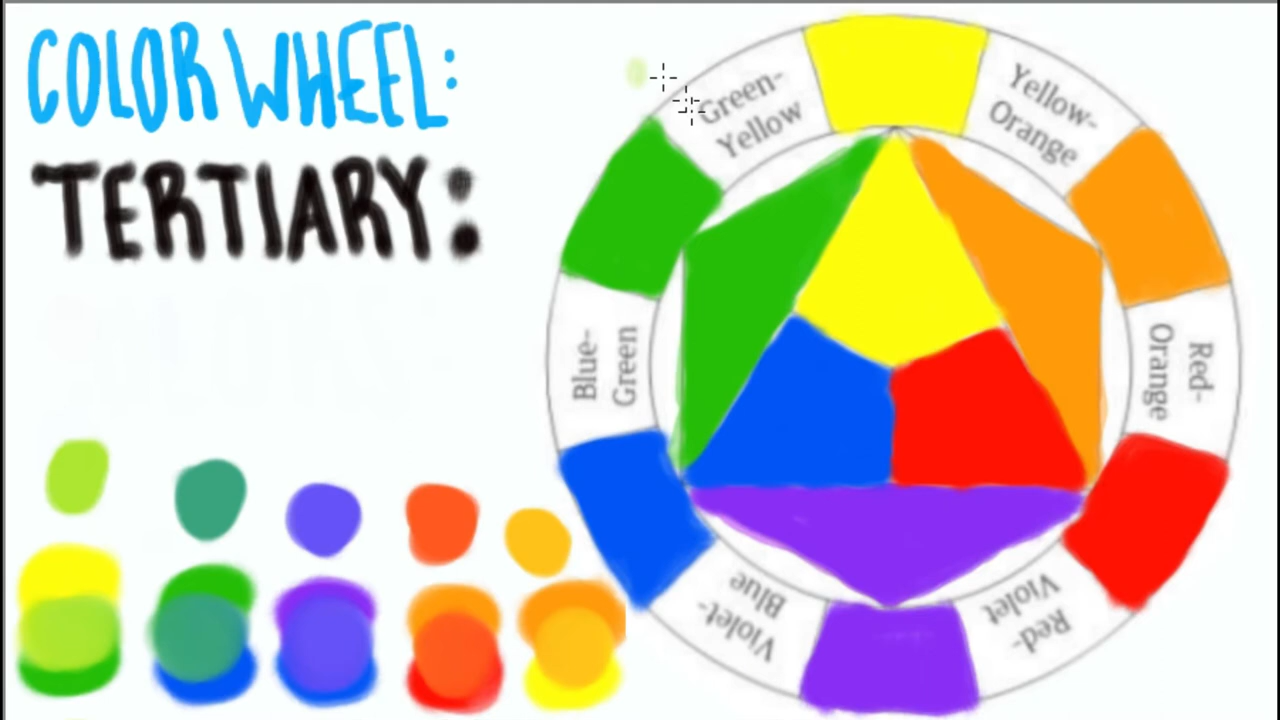 COLOR WHEEL:
TERTIARY:
Green-
Yellow
Yellow-
Orange
Blue-
Green
Red-
Orange
Violet-
Blue
Red-
Violet